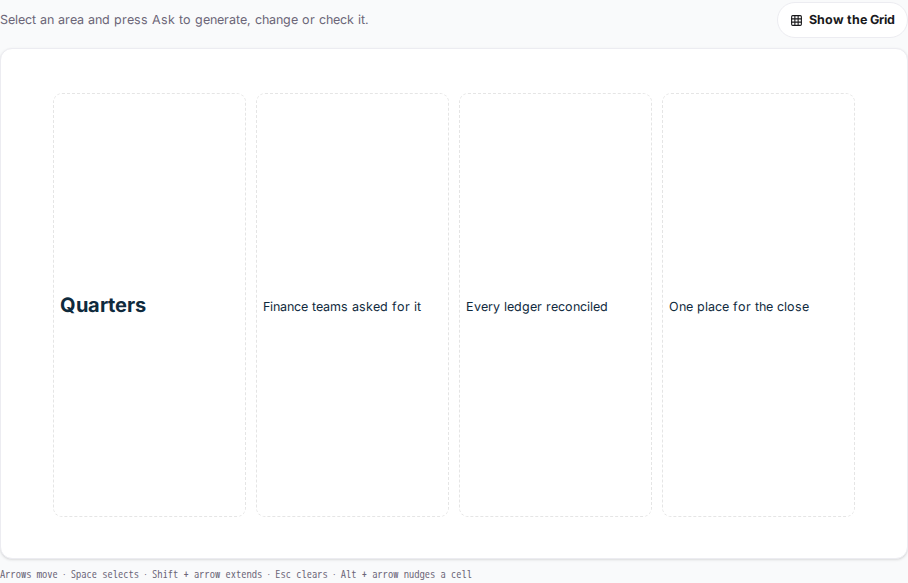 Select an area and press Ask to generate, change or check it.
Show the Grid
Quarters
Finance teams asked for it
Every ledger reconciled
One place for the close
Arrows move · Space selects · Shift + arrow extends · Esc clears · Alt + arrow nudges a cell